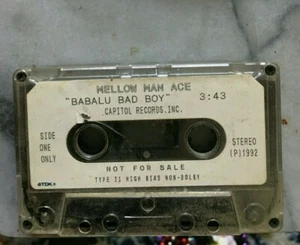 MELLOW MAN ACE
"BABALU BAD BOY" 3:43
CAPITOL RECORDS.INC.
SIDE ONE ONLY
STEREO (P)1992
NOT FOR SALE
TYPE II HIGH BIAS NON-DOLBY
⊕TDK®